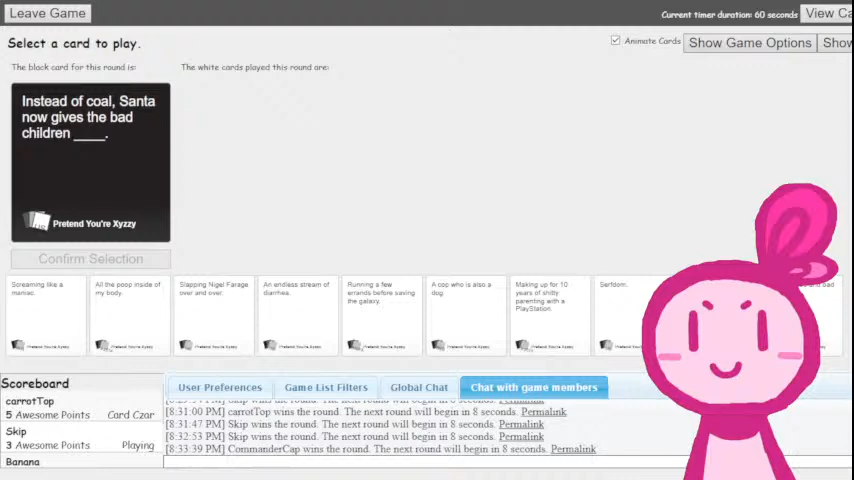 Leave Game
Current timer duration: 60 seconds
View Ca
Select a card to play.
Animate Cards
Show Game Options
Show
The black card for this round is:
The white cards played this round are:
Instead of coal, Santa
now gives the bad
children ____.
Pretend You're Xyzzy
Confirm Selection
Screaming like a
maniac.
Pretend You're Xyzzy
All the poop inside of
my body.
Pretend You're Xyzzy
Slapping Nigel Farage
over and over.
Pretend You're Xyzzy
An endless stream of
diarrhea.
Pretend You're Xyzzy
Running a few
errands before saving
the galaxy.
Pretend You're Xyzzy
A cop who is also a
dog.
Pretend You're Xyzzy
Making up for 10
years of shitty
parenting with a
PlayStation.
Pretend You're Xyzzy
Serfdom.
and bad
Scoreboard
carrotTop
5 Awesome Points
Card Czar
Skip
3 Awesome Points
Playing
Banana
User Preferences
Game List Filters
Global Chat
Chat with game members
[8:31:00 PM] carrotTop wins the round. The next round will begin in 8 seconds. Permalink
[8:31:47 PM] Skip wins the round. The next round will begin in 8 seconds. Permalink
[8:32:53 PM] Skip wins the round. The next round will begin in 8 seconds. Permalink
[8:33:39 PM] CommanderCap wins the round. The next round will begin in 8 seconds. Permalink